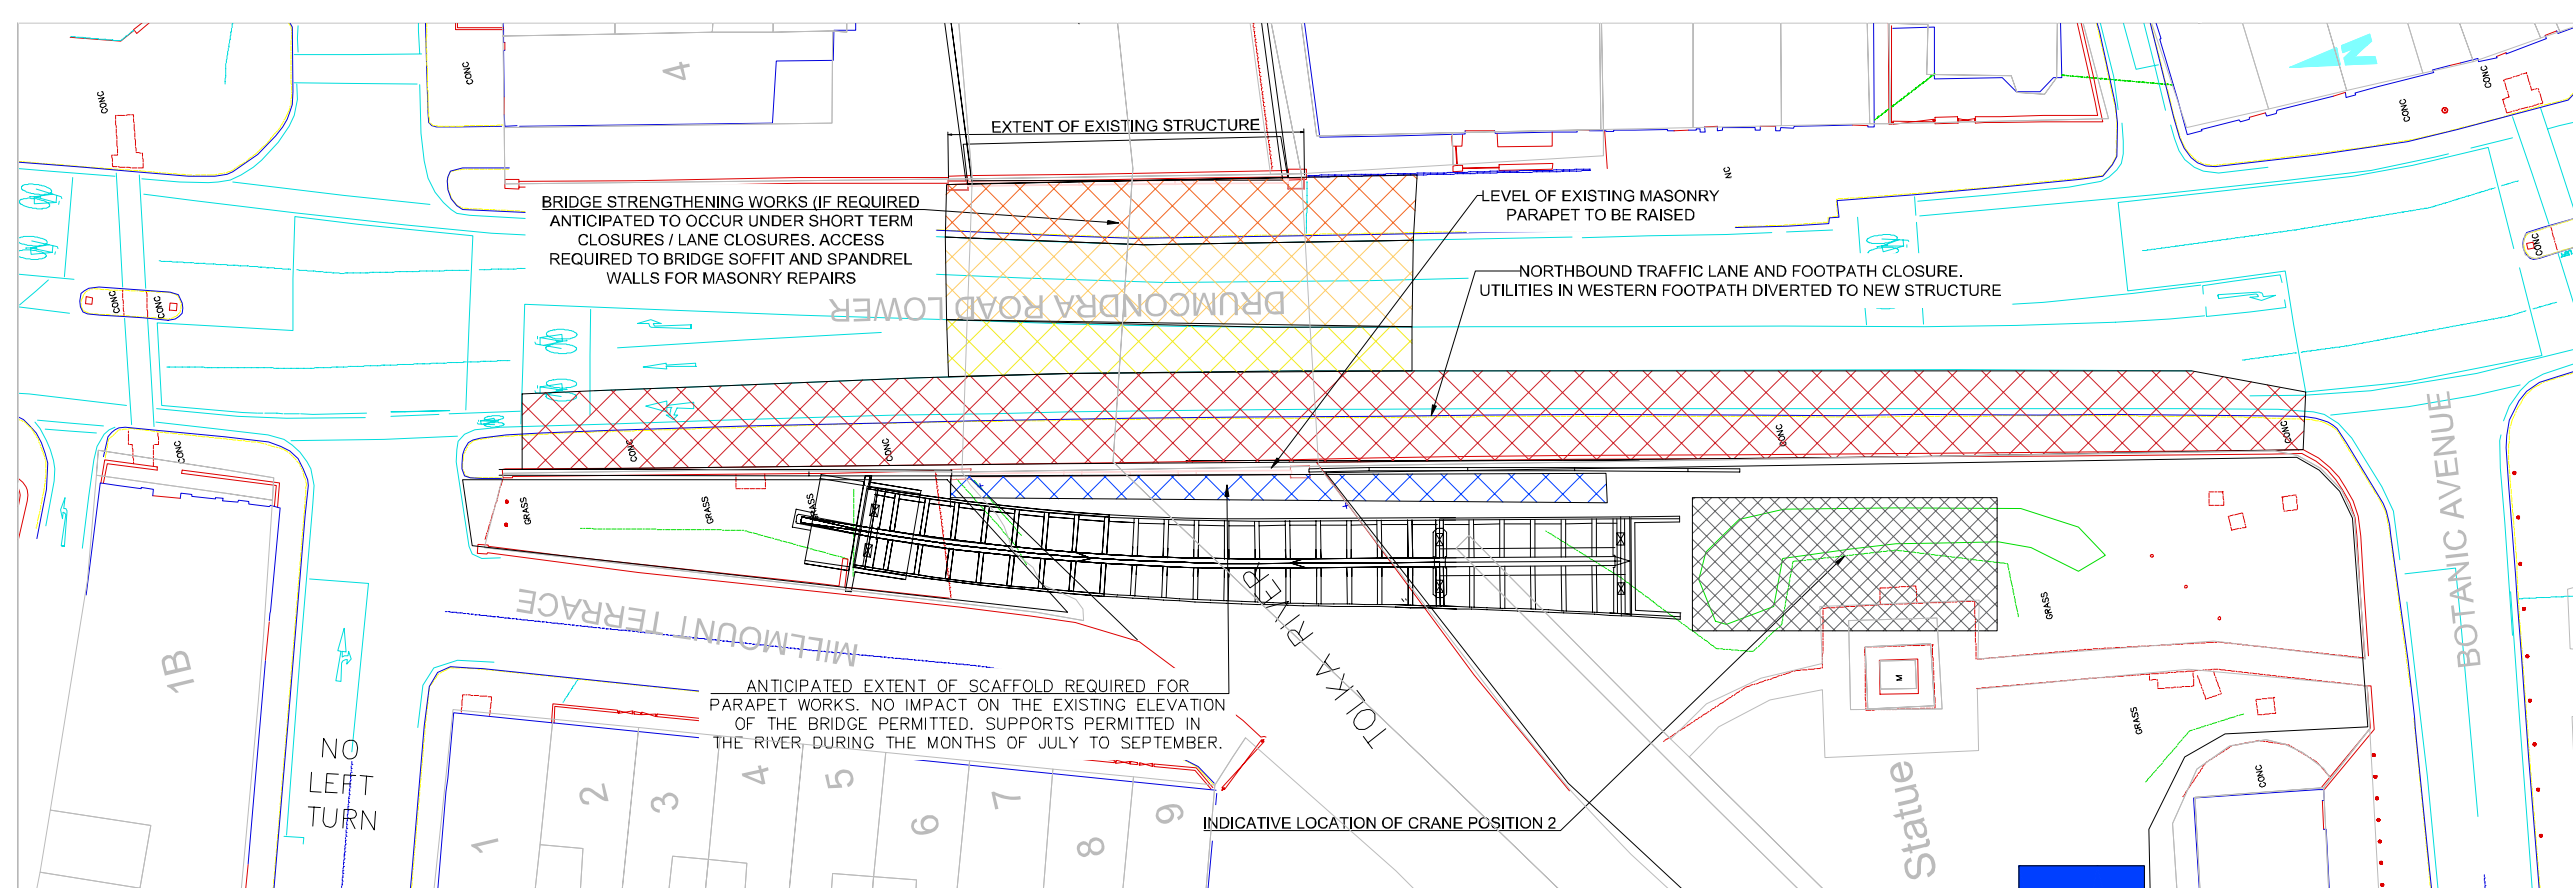 CONC
CONC
4
CONC
CONC
CONC
EXTENT OF EXISTING STRUCTURE
NC
BRIDGE STRENGTHENING WORKS (IF REQUIRED
ANTICIPATED TO OCCUR UNDER SHORT TERM
CLOSURES / LANE CLOSURES. ACCESS
REQUIRED TO BRIDGE SOFFIT AND SPANDREL
WALLS FOR MASONRY REPAIRS
LEVEL OF EXISTING MASONRY
PARAPET TO BE RAISED
CONC
NORTHBOUND TRAFFIC LANE AND FOOTPATH CLOSURE.
UTILITIES IN WESTERN FOOTPATH DIVERTED TO NEW STRUCTURE
CONC
CONC
DRUMCONDRA ROAD LOWER
CONC
CONC
CONC
CONC
CONC
GRASS
GRASS
GRASS
BOTANIC AVENUE
MILLMOUNT TERRACE
TOLKA RIVER
GRASS
1B
M
ANTICIPATED EXTENT OF SCAFFOLD REQUIRED FOR
PARAPET WORKS. NO IMPACT ON THE EXISTING ELEVATION
OF THE BRIDGE PERMITTED. SUPPORTS PERMITTED IN
THE RIVER DURING THE MONTHS OF JULY TO SEPTEMBER.
GRASS
NO
LEFT
TURN
CONC
1
2
3
4
5
6
7
8
9
INDICATIVE LOCATION OF CRANE POSITION 2
Statue